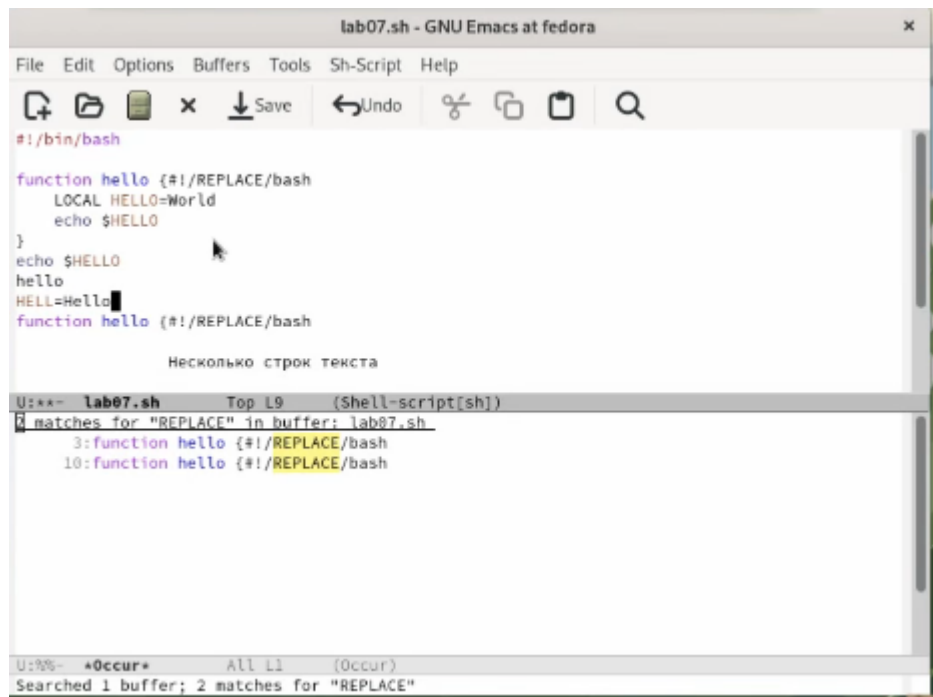 lab07.sh - GNU Emacs at fedora
File Edit Options Buffers Tools Sh-Script Help
Save Undo
#!/bin/bash
function hello {#!/REPLACE/bash
    LOCAL HELLO=World
    echo $HELLO
}
echo $HELLO
hello
HELL=Hello
function hello {#!/REPLACE/bash
Несколько строк текста
U:**- lab07.sh Top L9 (Shell-script[sh])
2 matches for "REPLACE" in buffer: lab07.sh
3:function hello {#!/REPLACE/bash
10:function hello {#!/REPLACE/bash
U:%%- *Occur* All L1 (Occur)
Searched 1 buffer; 2 matches for "REPLACE"